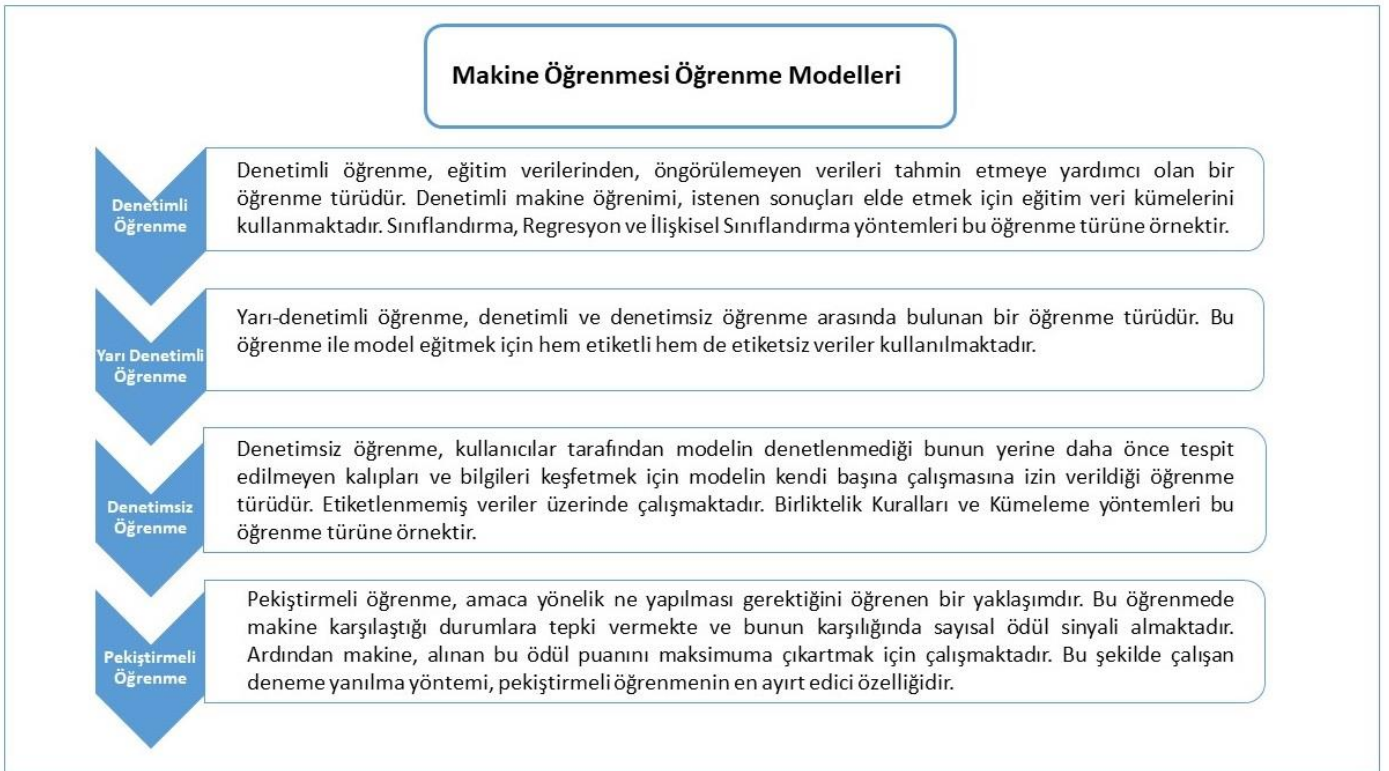 Makine Öğrenmesi Öğrenme Modelleri
Denetimli
Öğrenme
Denetimli öğrenme, eğitim verilerinden, öngörülemeyen verileri tahmin etmeye yardımcı olan bir
öğrenme türüdür. Denetimli makine öğrenimi, istenen sonuçları elde etmek için eğitim veri kümelerini
kullanmaktadır. Sınıflandırma, Regresyon ve İlişkisel Sınıflandırma yöntemleri bu öğrenme türüne örnektir.
Yarı Denetimli
Öğrenme
Yarı-denetimli öğrenme, denetimli ve denetimsiz öğrenme arasında bulunan bir öğrenme türüdür. Bu
öğrenme ile model eğitmek için hem etiketli hem de etiketsiz veriler kullanılmaktadır.
Denetimsiz
Öğrenme
Denetimsiz öğrenme, kullanıcılar tarafından modelin denetlenmediği bunun yerine daha önce tespit
edilmeyen kalıpları ve bilgileri keşfetmek için modelin kendi başına çalışmasına izin verildiği öğrenme
türüdür. Etiketlenmemiş veriler üzerinde çalışmaktadır. Birliktelik Kuralları ve Kümeleme yöntemleri bu
öğrenme türüne örnektir.
Pekiştirmeli
Öğrenme
Pekiştirmeli öğrenme, amaca yönelik ne yapılması gerektiğini öğrenen bir yaklaşımdır. Bu öğrenmede
makine karşılaştığı durumlara tepki vermekte ve bunun karşılığında sayısal ödül sinyali almaktadır.
Ardından makine, alınan bu ödül puanını maksimuma çıkartmak için çalışmaktadır. Bu şekilde çalışan
deneme yanılma yöntemi, pekiştirmeli öğrenmenin en ayırt edici özelliğidir.